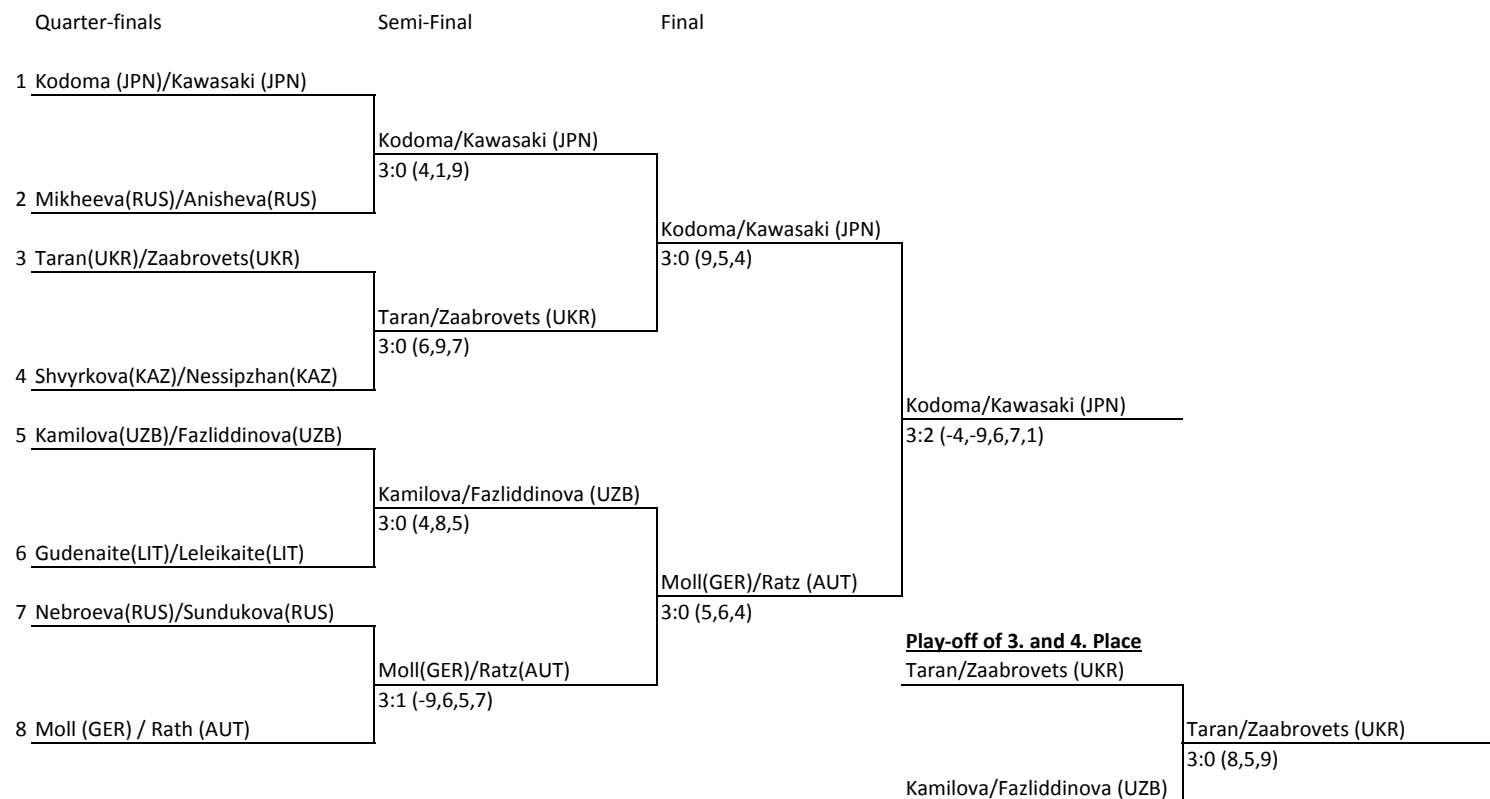 Quarter-finals Semi-Final Final
1 Kodoma (JPN)/Kawasaki (JPN)
Kodoma/Kawasaki (JPN)
3:0 (4,1,9)
2 Mikheeva(RUS)/Anisheva(RUS)
Kodoma/Kawasaki (JPN)
3 Taran(UKR)/Zaabrovets(UKR) 3:0 (9,5,4)
Taran/Zaabrovets (UKR)
3:0 (6,9,7)
4 Shvyrkova(KAZ)/Nessipzhan(KAZ)
Kodoma/Kawasaki (JPN)
5 Kamilova(UZB)/Fazliddinova(UZB) 3:2 (-4,-9,6,7,1)
Kamilova/Fazliddinova (UZB)
3:0 (4,8,5)
6 Gudenaite(LIT)/Leleikaite(LIT)
Moll(GER)/Ratz (AUT)
7 Nebroeva(RUS)/Sundukova(RUS) 3:0 (5,6,4)
Play-off of 3. and 4. Place
Moll(GER)/Ratz(AUT) Taran/Zaabrovets (UKR)
3:1 (-9,6,5,7)
8 Moll (GER) / Rath (AUT) Taran/Zaabrovets (UKR)
3:0 (8,5,9)
Kamilova/Fazliddinova (UZB)